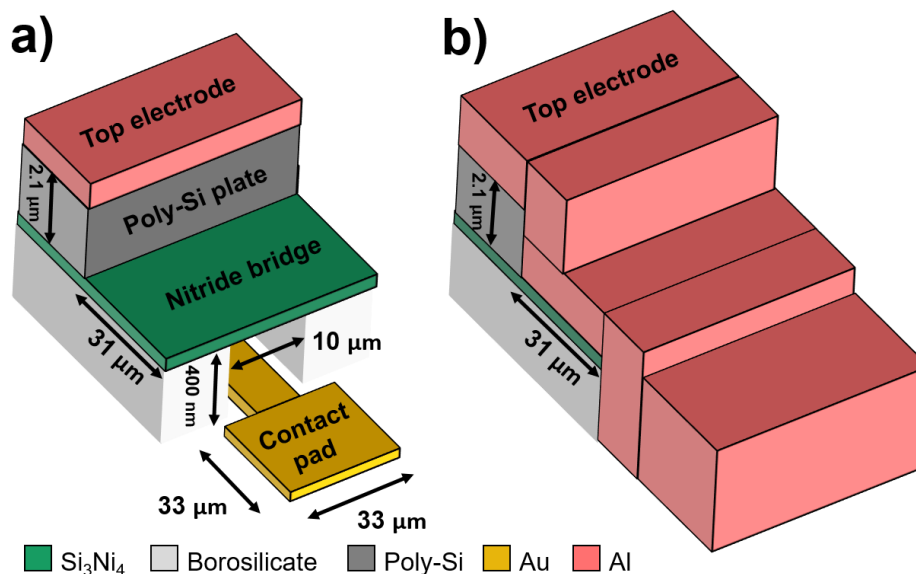 a)
Top electrode
2.1 µm
Poly-Si plate
Nitride bridge
31 µm
400 nm
10 µm
Contact
pad
33 µm
33 µm
b)
Top electrode
2.1 µm
31 µm
Si₃Ni₄
Borosilicate
Poly-Si
Au
Al